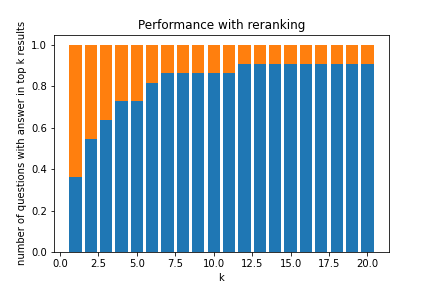 Performance with reranking
number of questions with answer in top k results
1.0
0.8
0.6
0.4
0.2
0.0
0.0 2.5 5.0 7.5 10.0 12.5 15.0 17.5 20.0
k